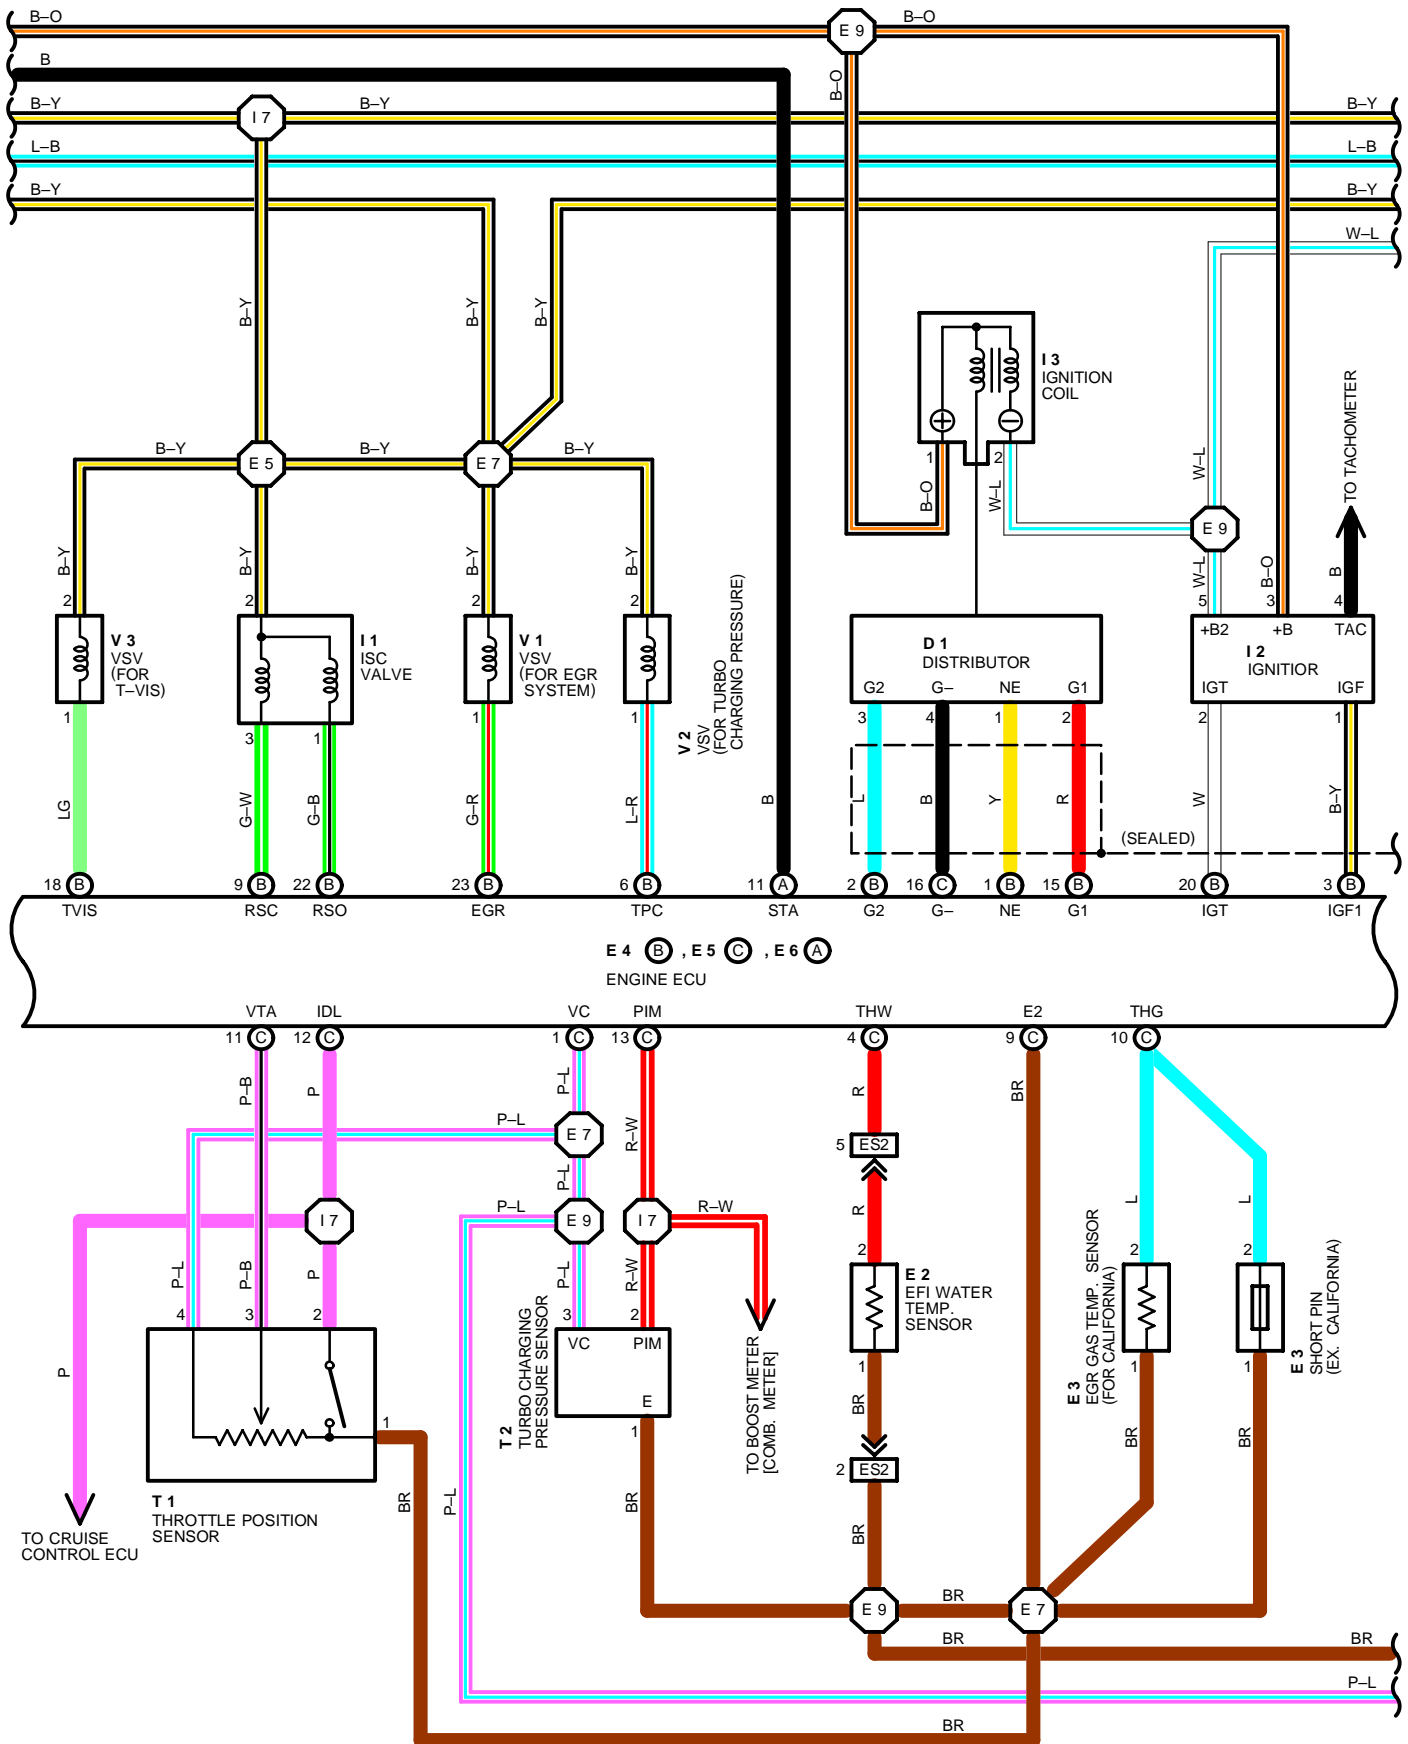 B–O
B–O
E 9
B
B–O
B–Y
B–Y
B–Y
I 7
L–B
L–B
B–Y
B–Y
W–L
B–Y
B–Y
B–Y
I 3
IGNITION
COIL
TO TACHOMETER
B–Y
B–Y
B–Y
E 5
E 7
1
2
B–O
W–L
W–L
E 9
B–Y
B–Y
B–Y
B–Y
W–L
B–O
B
2
2
2
2
5
3
4
V 3
VSV
(FOR
T–VIS)
I 1
ISC
VALVE
V 1
VSV
(FOR EGR
SYSTEM)
V 2
VSV
(FOR TURBO
CHARGING PRESSURE)
D 1
DISTRIBUTOR
G2
G–
NE
G1
+B2
+B
TAC
I 2
IGNITIOR
IGT
IGF
1
3
1
1
1
3
4
1
2
2
1
LG
G–W
G–B
G–R
L–R
B
L
B
Y
R
W
B–Y
(SEALED)
18 B
9 B
22 B
23 B
6 B
11 A
2 B
16 C
1 B
15 B
20 B
3 B
TVIS
RSC
RSO
EGR
TPC
STA
G2
G–
NE
G1
IGT
IGF1
E 4 B , E 5 C , E 6 A
ENGINE ECU
VTA
IDL
VC
PIM
THW
E2
THG
11 C
12 C
1 C
13 C
4 C
9 C
10 C
P–B
P
P–L
R–W
R
BR
P–L
E 7
5 ES2
P–L
P–L
E 9
I 7
I 7
R–W
R
L
L
P–L
P–B
P
P–L
R–W
4
3
2
3
2
2
2
2
E 2
EFI WATER
TEMP.
SENSOR
E 3
EGR GAS TEMP. SENSOR
(FOR CALIFORNIA)
E 3
SHORT PIN
(EX. CALIFORNIA)
VC
PIM
E
T 2
TURBO CHARGING
PRESSURE SENSOR
TO BOOST METER
[COMB. METER]
P
1
1
1
1
1
BR
BR
BR
2 ES2
T 1
THROTTLE POSITION
SENSOR
BR
P–L
BR
BR
TO CRUISE
CONTROL ECU
E 9
BR
E 7
BR
BR
P–L
BR